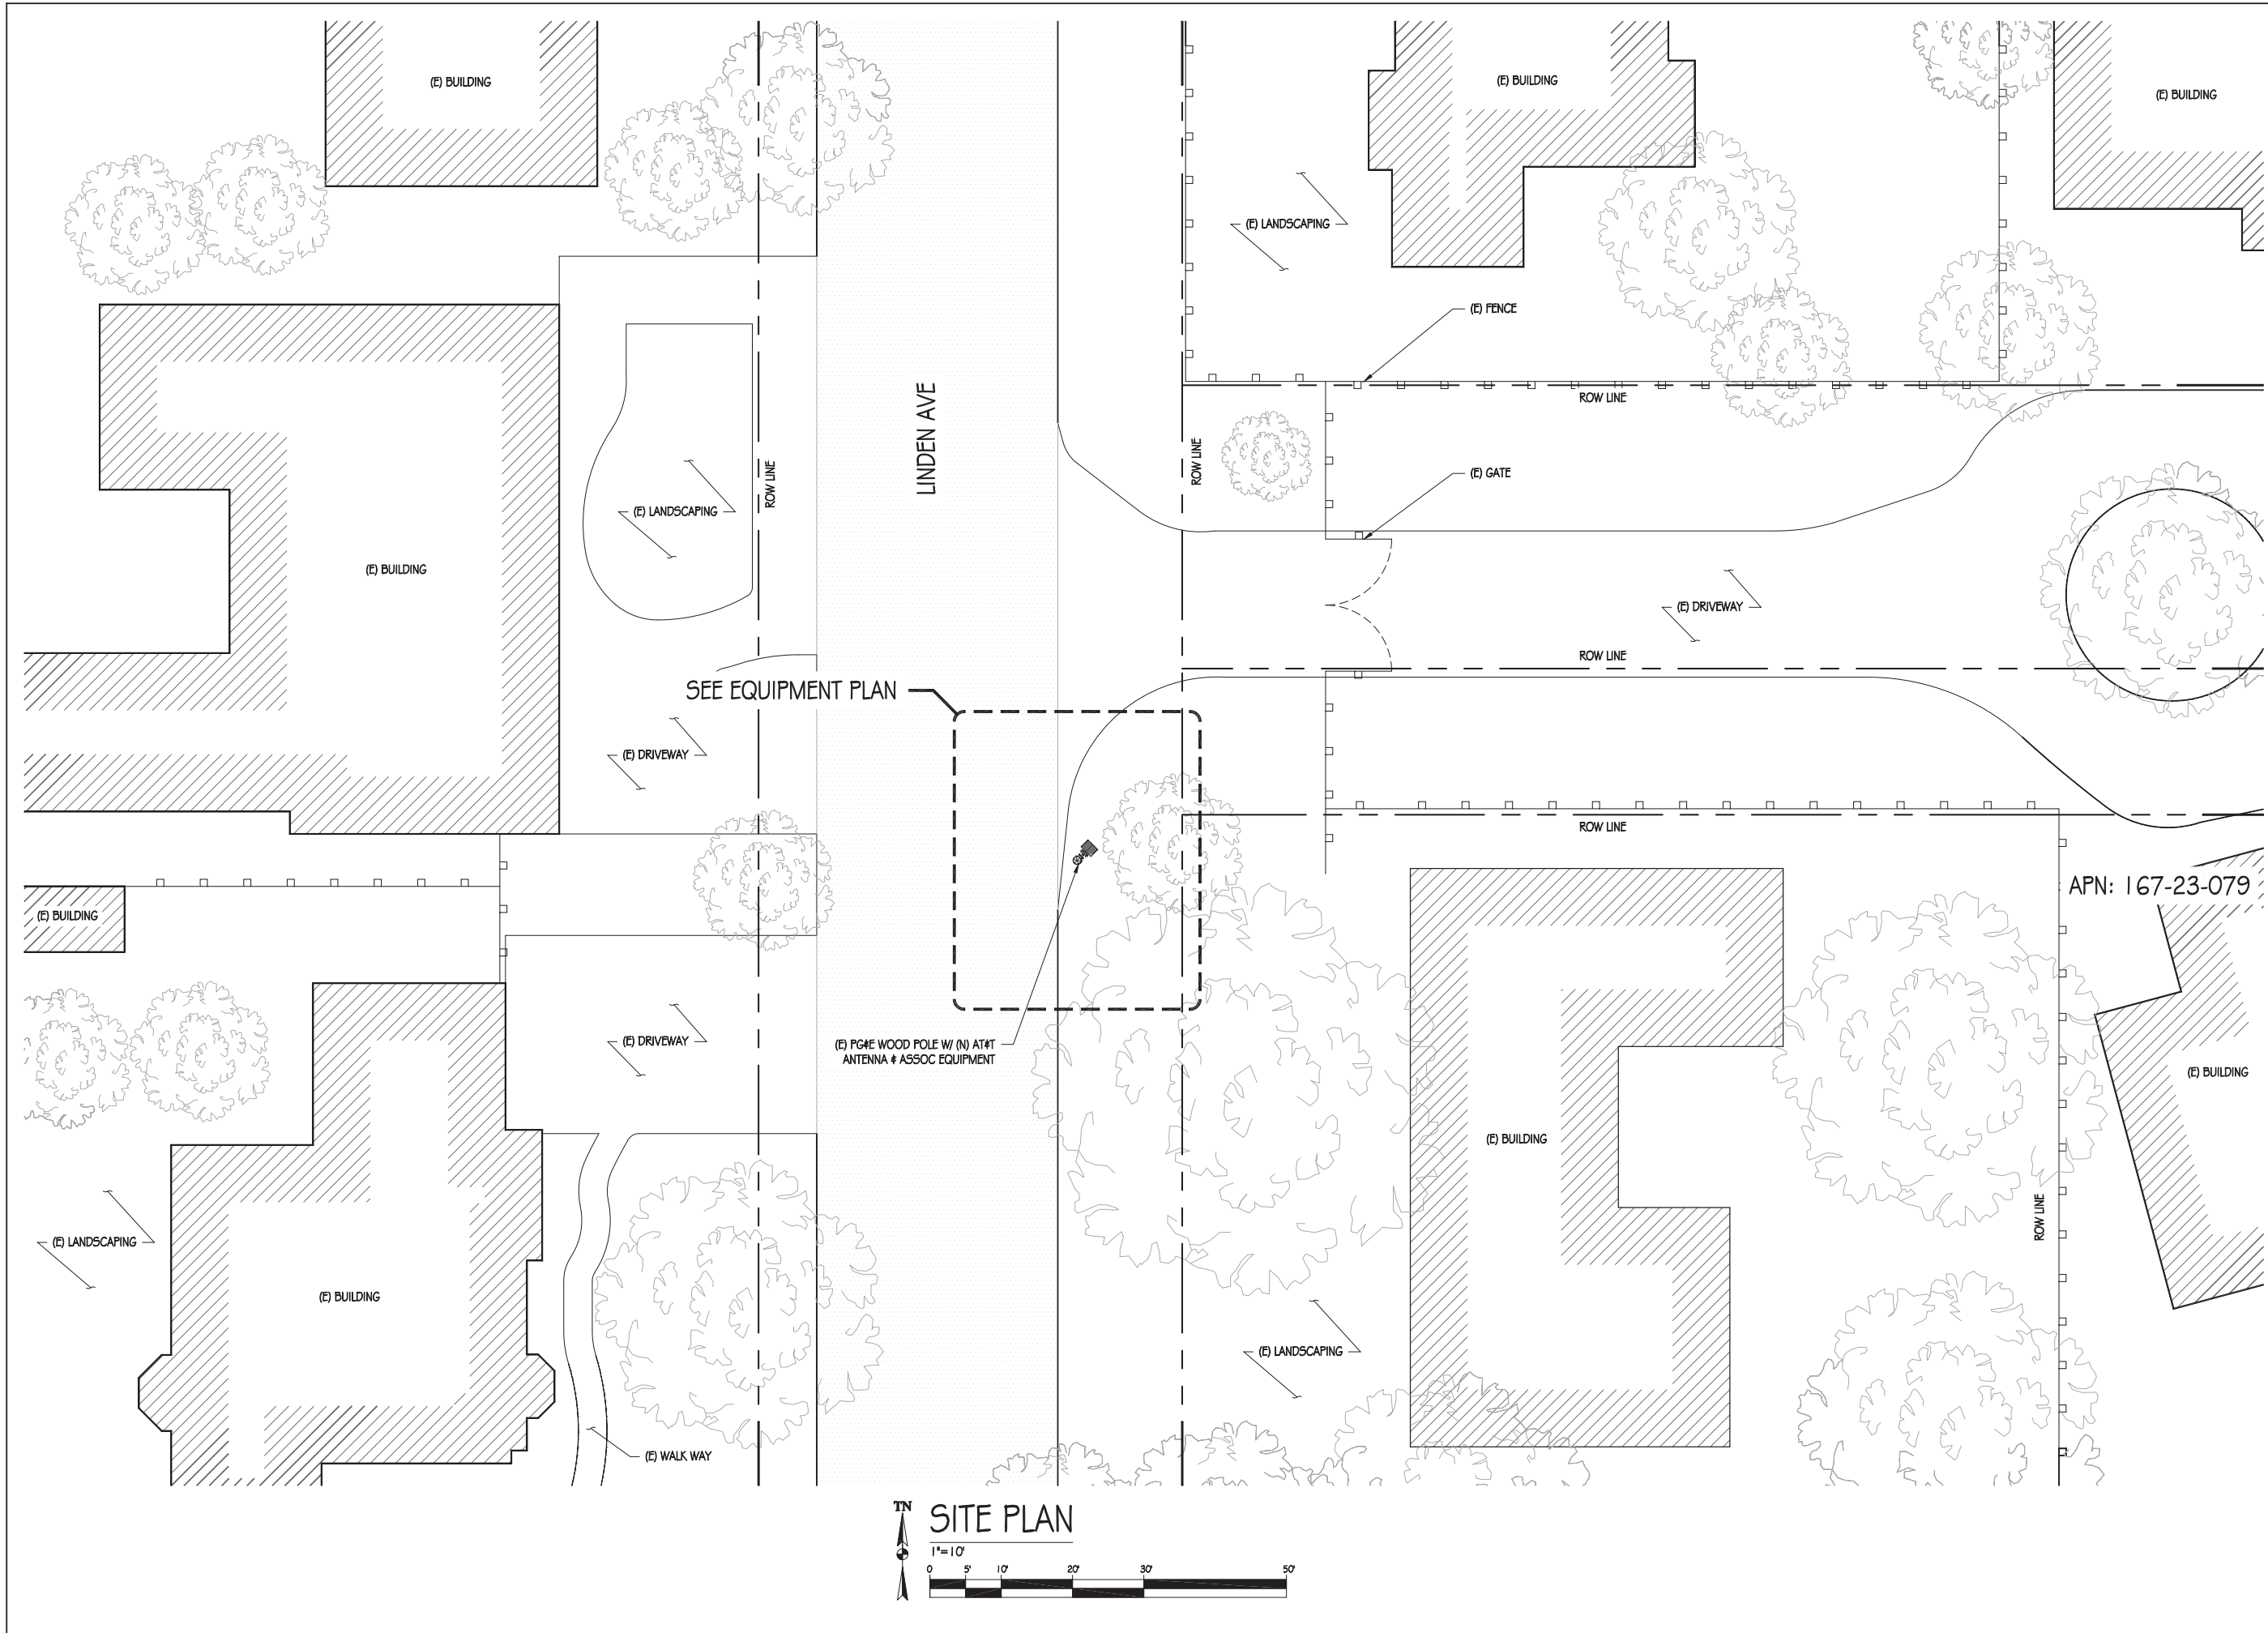 (E) BUILDING
(E) BUILDING
(E) BUILDING
(E) LANDSCAPING
(E) FENCE
ROW LINE
LINDEN AVE
ROW LINE
ROW LINE
(E) GATE
(E) LANDSCAPING
(E) BUILDING
(E) DRIVEWAY
ROW LINE
SEE EQUIPMENT PLAN
(E) DRIVEWAY
ROW LINE
APN: 167-23-079
(E) BUILDING
(E) DRIVEWAY
(E) PG&E WOOD POLE W/ (N) AT&T
ANTENNA & ASSOC EQUIPMENT
(E) BUILDING
(E) BUILDING
ROW LINE
(E) LANDSCAPING
(E) BUILDING
(E) LANDSCAPING
(E) WALK WAY
TN
SITE PLAN
1"=10'
0 5' 10' 20' 30' 50'